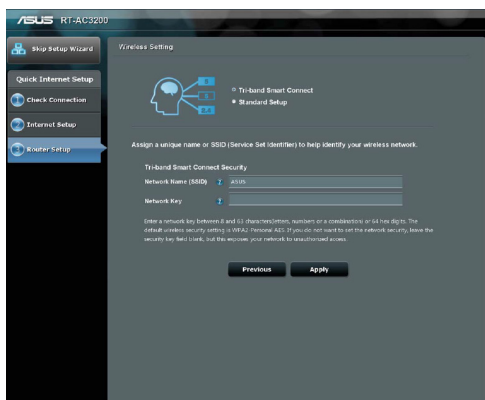 ASUS RT-AC3200
Skip Setup Wizard
Wireless Setting
Quick Internet Setup
1 Check Connection
2 Internet Setup
3 Router Setup
Tri-band Smart Connect
Standard Setup
Assign a unique name or SSID (Service Set Identifier) to help identify your wireless network.
Tri-band Smart Connect Security
Network Name (SSID) ASUS
Network Key
Enter a network key between 8 and 63 characters(letters, numbers or a combination) or 64 hex digits. The
default wireless security setting is WPA2-Personal AES. If you do not want to set the network security, leave the
security key field blank, but this exposes your network to unauthorized access.
Previous Apply